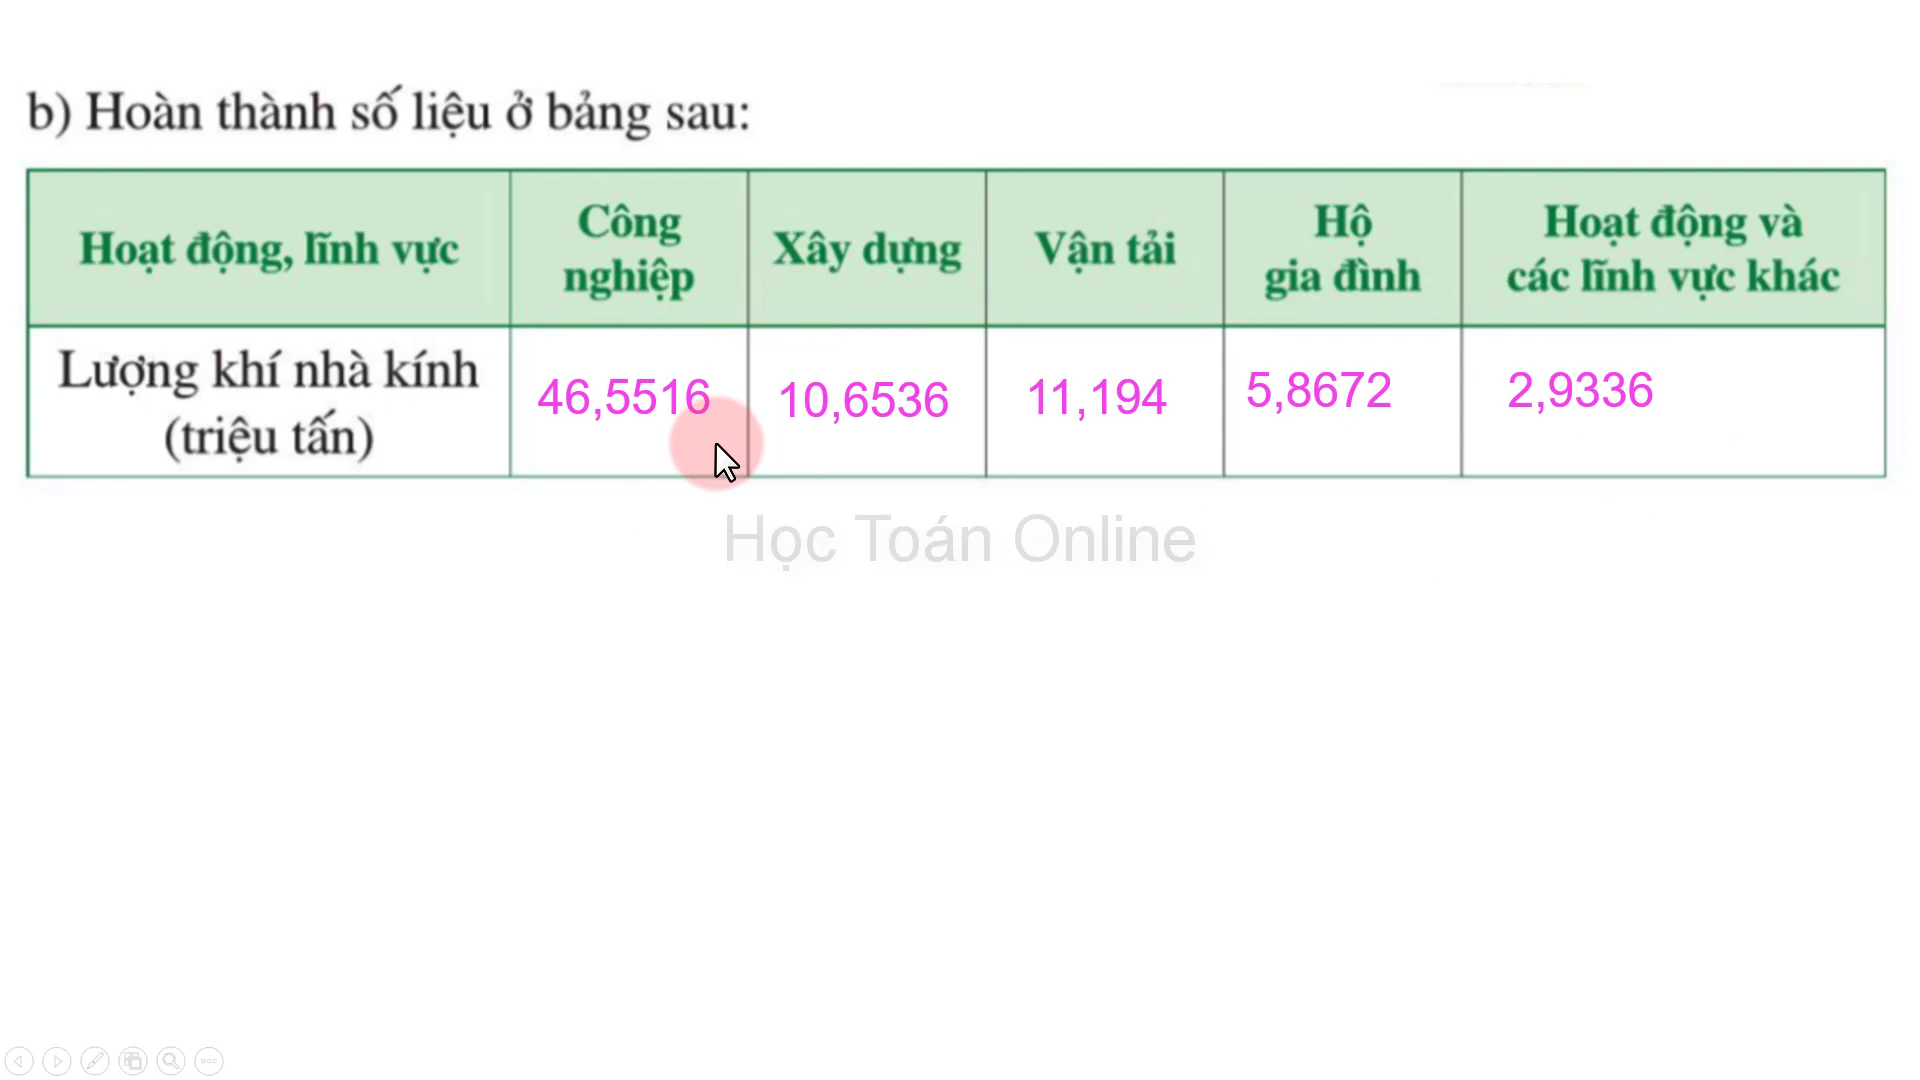 b) Hoàn thành số liệu ở bảng sau:
Hoạt động, lĩnh vực
Công
nghiệp
Xây dựng
Vận tải
Hộ
gia đình
Hoạt động và
các lĩnh vực khác
Lượng khí nhà kính
(triệu tấn)
46,5516
10,6536
11,194
5,8672
2,9336
Học Toán Online